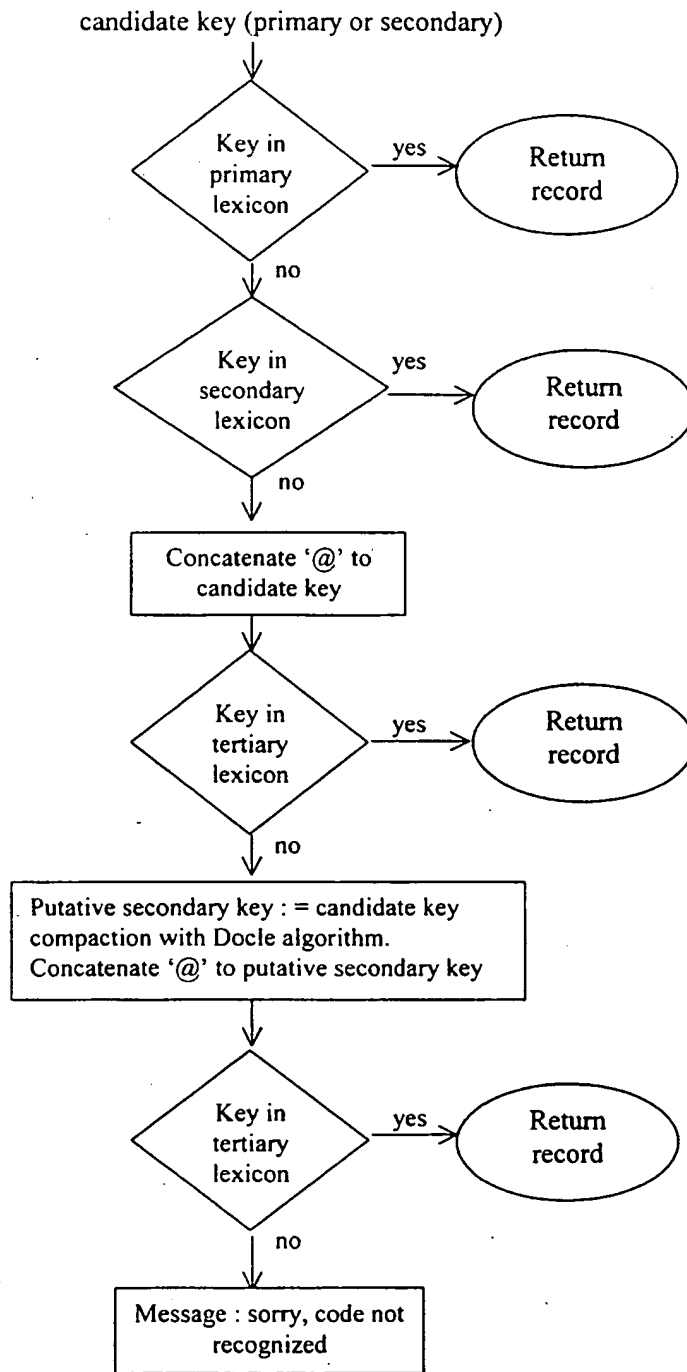 candidate key (primary or secondary)
Key in
primary
lexicon
yes
Return
record
no
Key in
secondary
lexicon
yes
Return
record
no
Concatenate ‘@’ to
candidate key
Key in
tertiary
lexicon
yes
Return
record
no
Putative secondary key : = candidate key
compaction with Docle algorithm.
Concatenate ‘@’ to putative secondary key
Key in
tertiary
lexicon
yes
Return
record
no
Message : sorry, code not
recognized